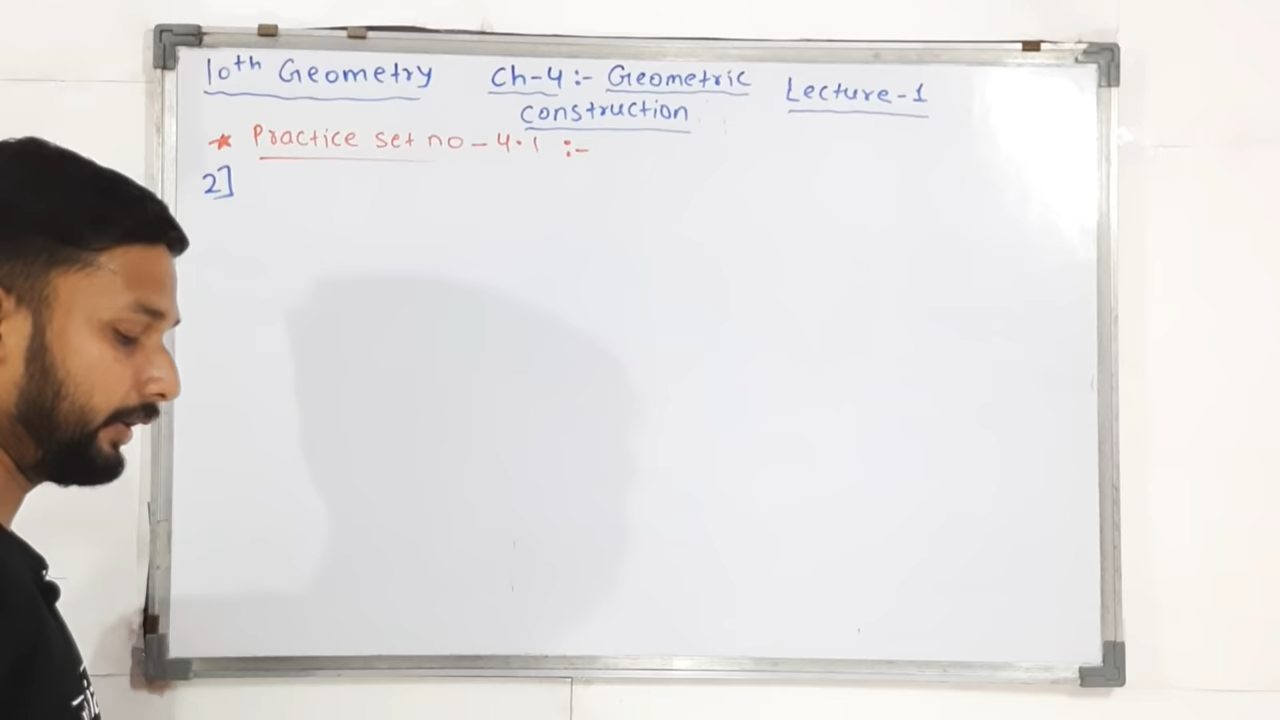 10th Geometry Ch-4:- Geometric Lecture-1
construction
* Practice set no-4.1 :-
2]